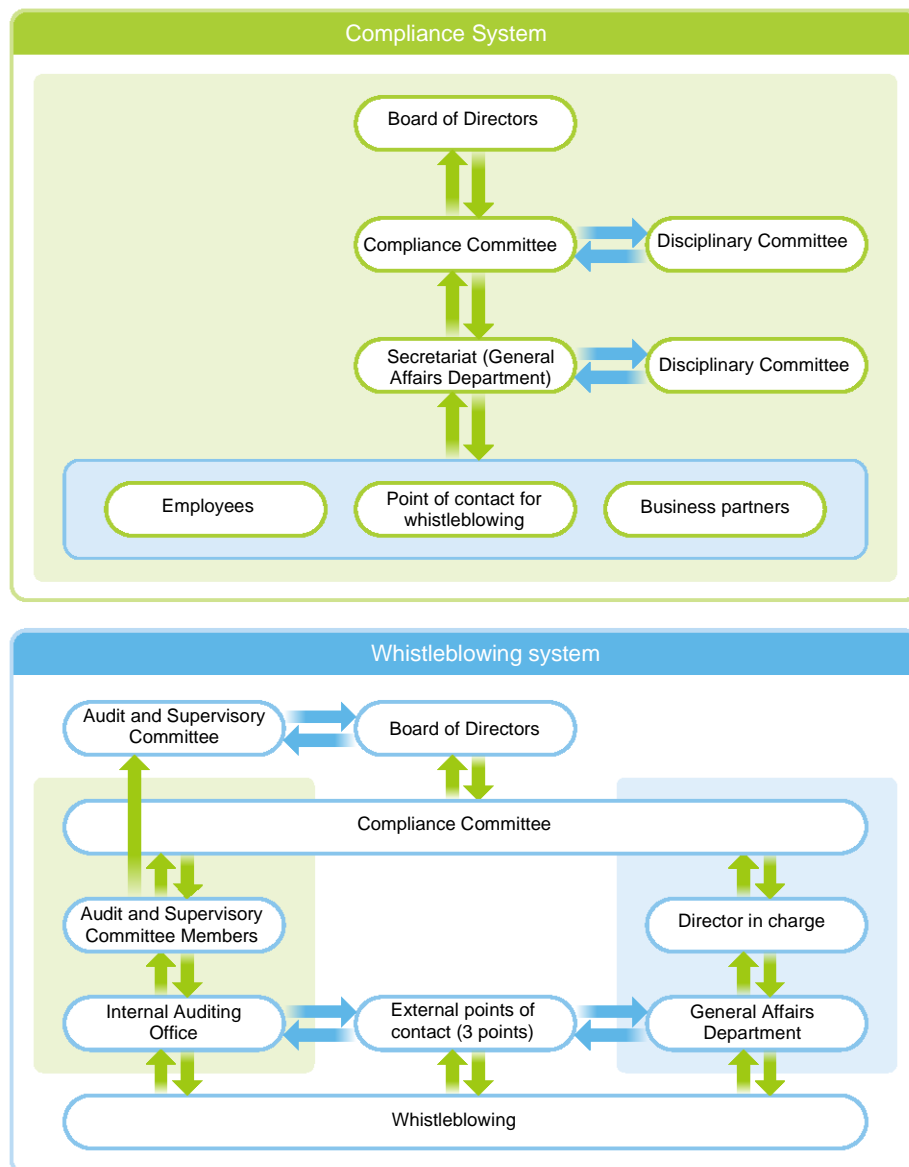 Compliance System
Board of Directors
Compliance Committee
Disciplinary Committee
Secretariat (General
Affairs Department)
Disciplinary Committee
Employees
Point of contact for
whistleblowing
Business partners
Whistleblowing system
Audit and Supervisory
Committee
Board of Directors
Compliance Committee
Audit and Supervisory
Committee Members
Director in charge
Internal Auditing
Office
External points of
contact (3 points)
General Affairs
Department
Whistleblowing